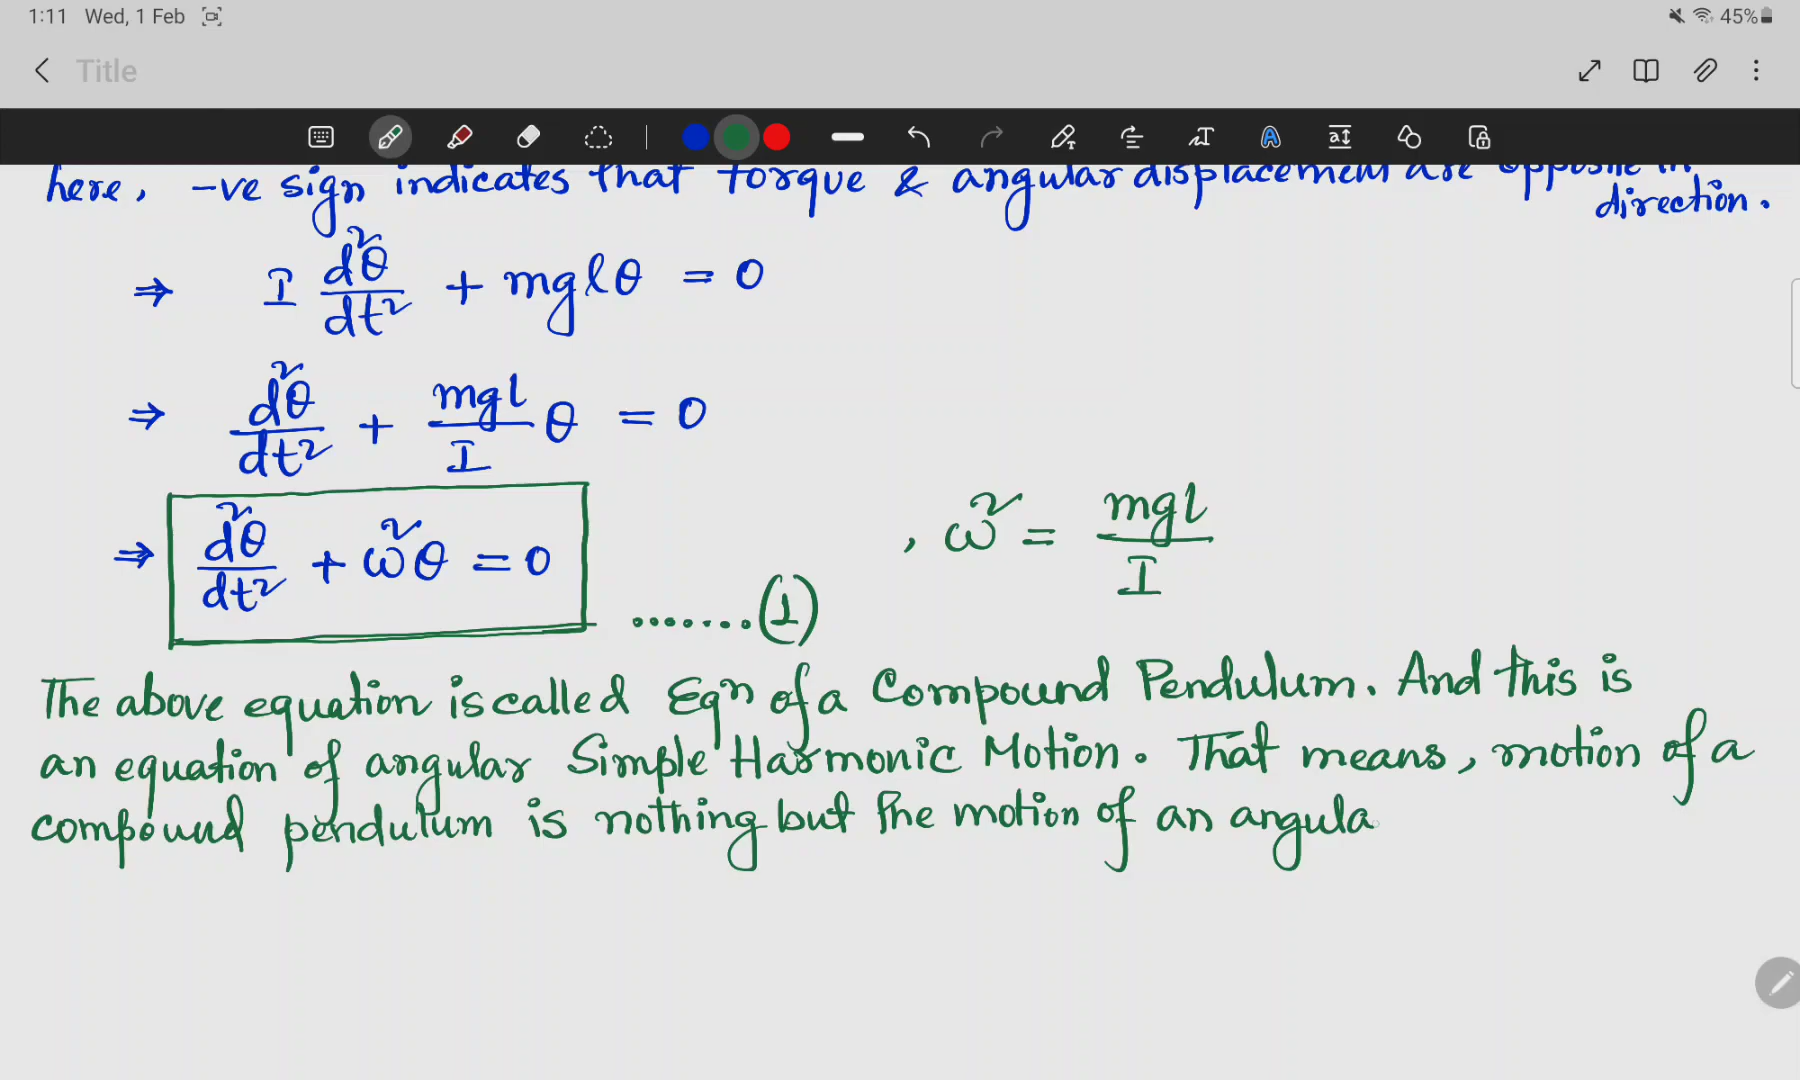 1:11 Wed, 1 Feb 45%
Title
here, -ve sign indicates that torque & angular displacement are opposite in
direction.
⇒ I d²θ/dt² + mglθ = 0
⇒ d²θ/dt² + mgl/I θ = 0
⇒ d²θ/dt² + ω²θ = 0 , ω² = mgl/I
........(1)
The above equation is called Eqn of a Compound Pendulum. And this is
an equation of angular Simple Harmonic Motion. That means, motion of a
compound pendulum is nothing but the motion of an angula